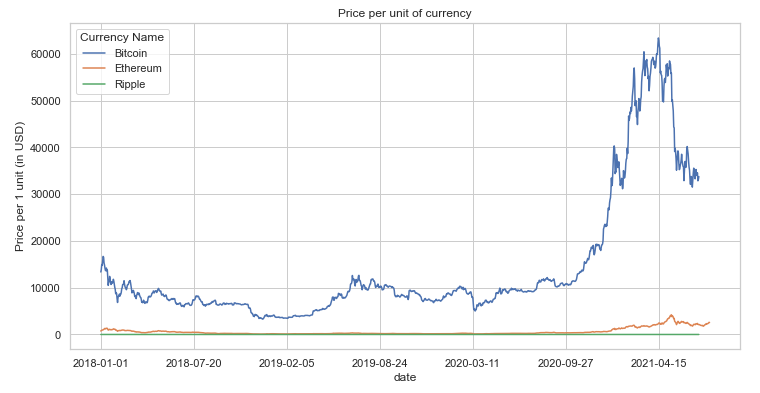 Price per unit of currency
Currency Name
Bitcoin
Ethereum
Ripple
Price per 1 unit (in USD)
60000
50000
40000
30000
20000
10000
0
2018-01-01 2018-07-20 2019-02-05 2019-08-24 2020-03-11 2020-09-27 2021-04-15
date